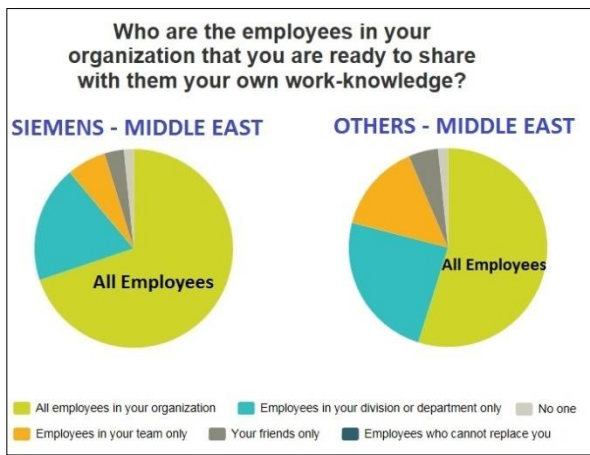 Who are the employees in your
organization that you are ready to share
with them your own work-knowledge?
SIEMENS - MIDDLE EAST
OTHERS - MIDDLE EAST
All Employees
All Employees
All employees in your organization
Employees in your division or department only
No one
Employees in your team only
Your friends only
Employees who cannot replace you